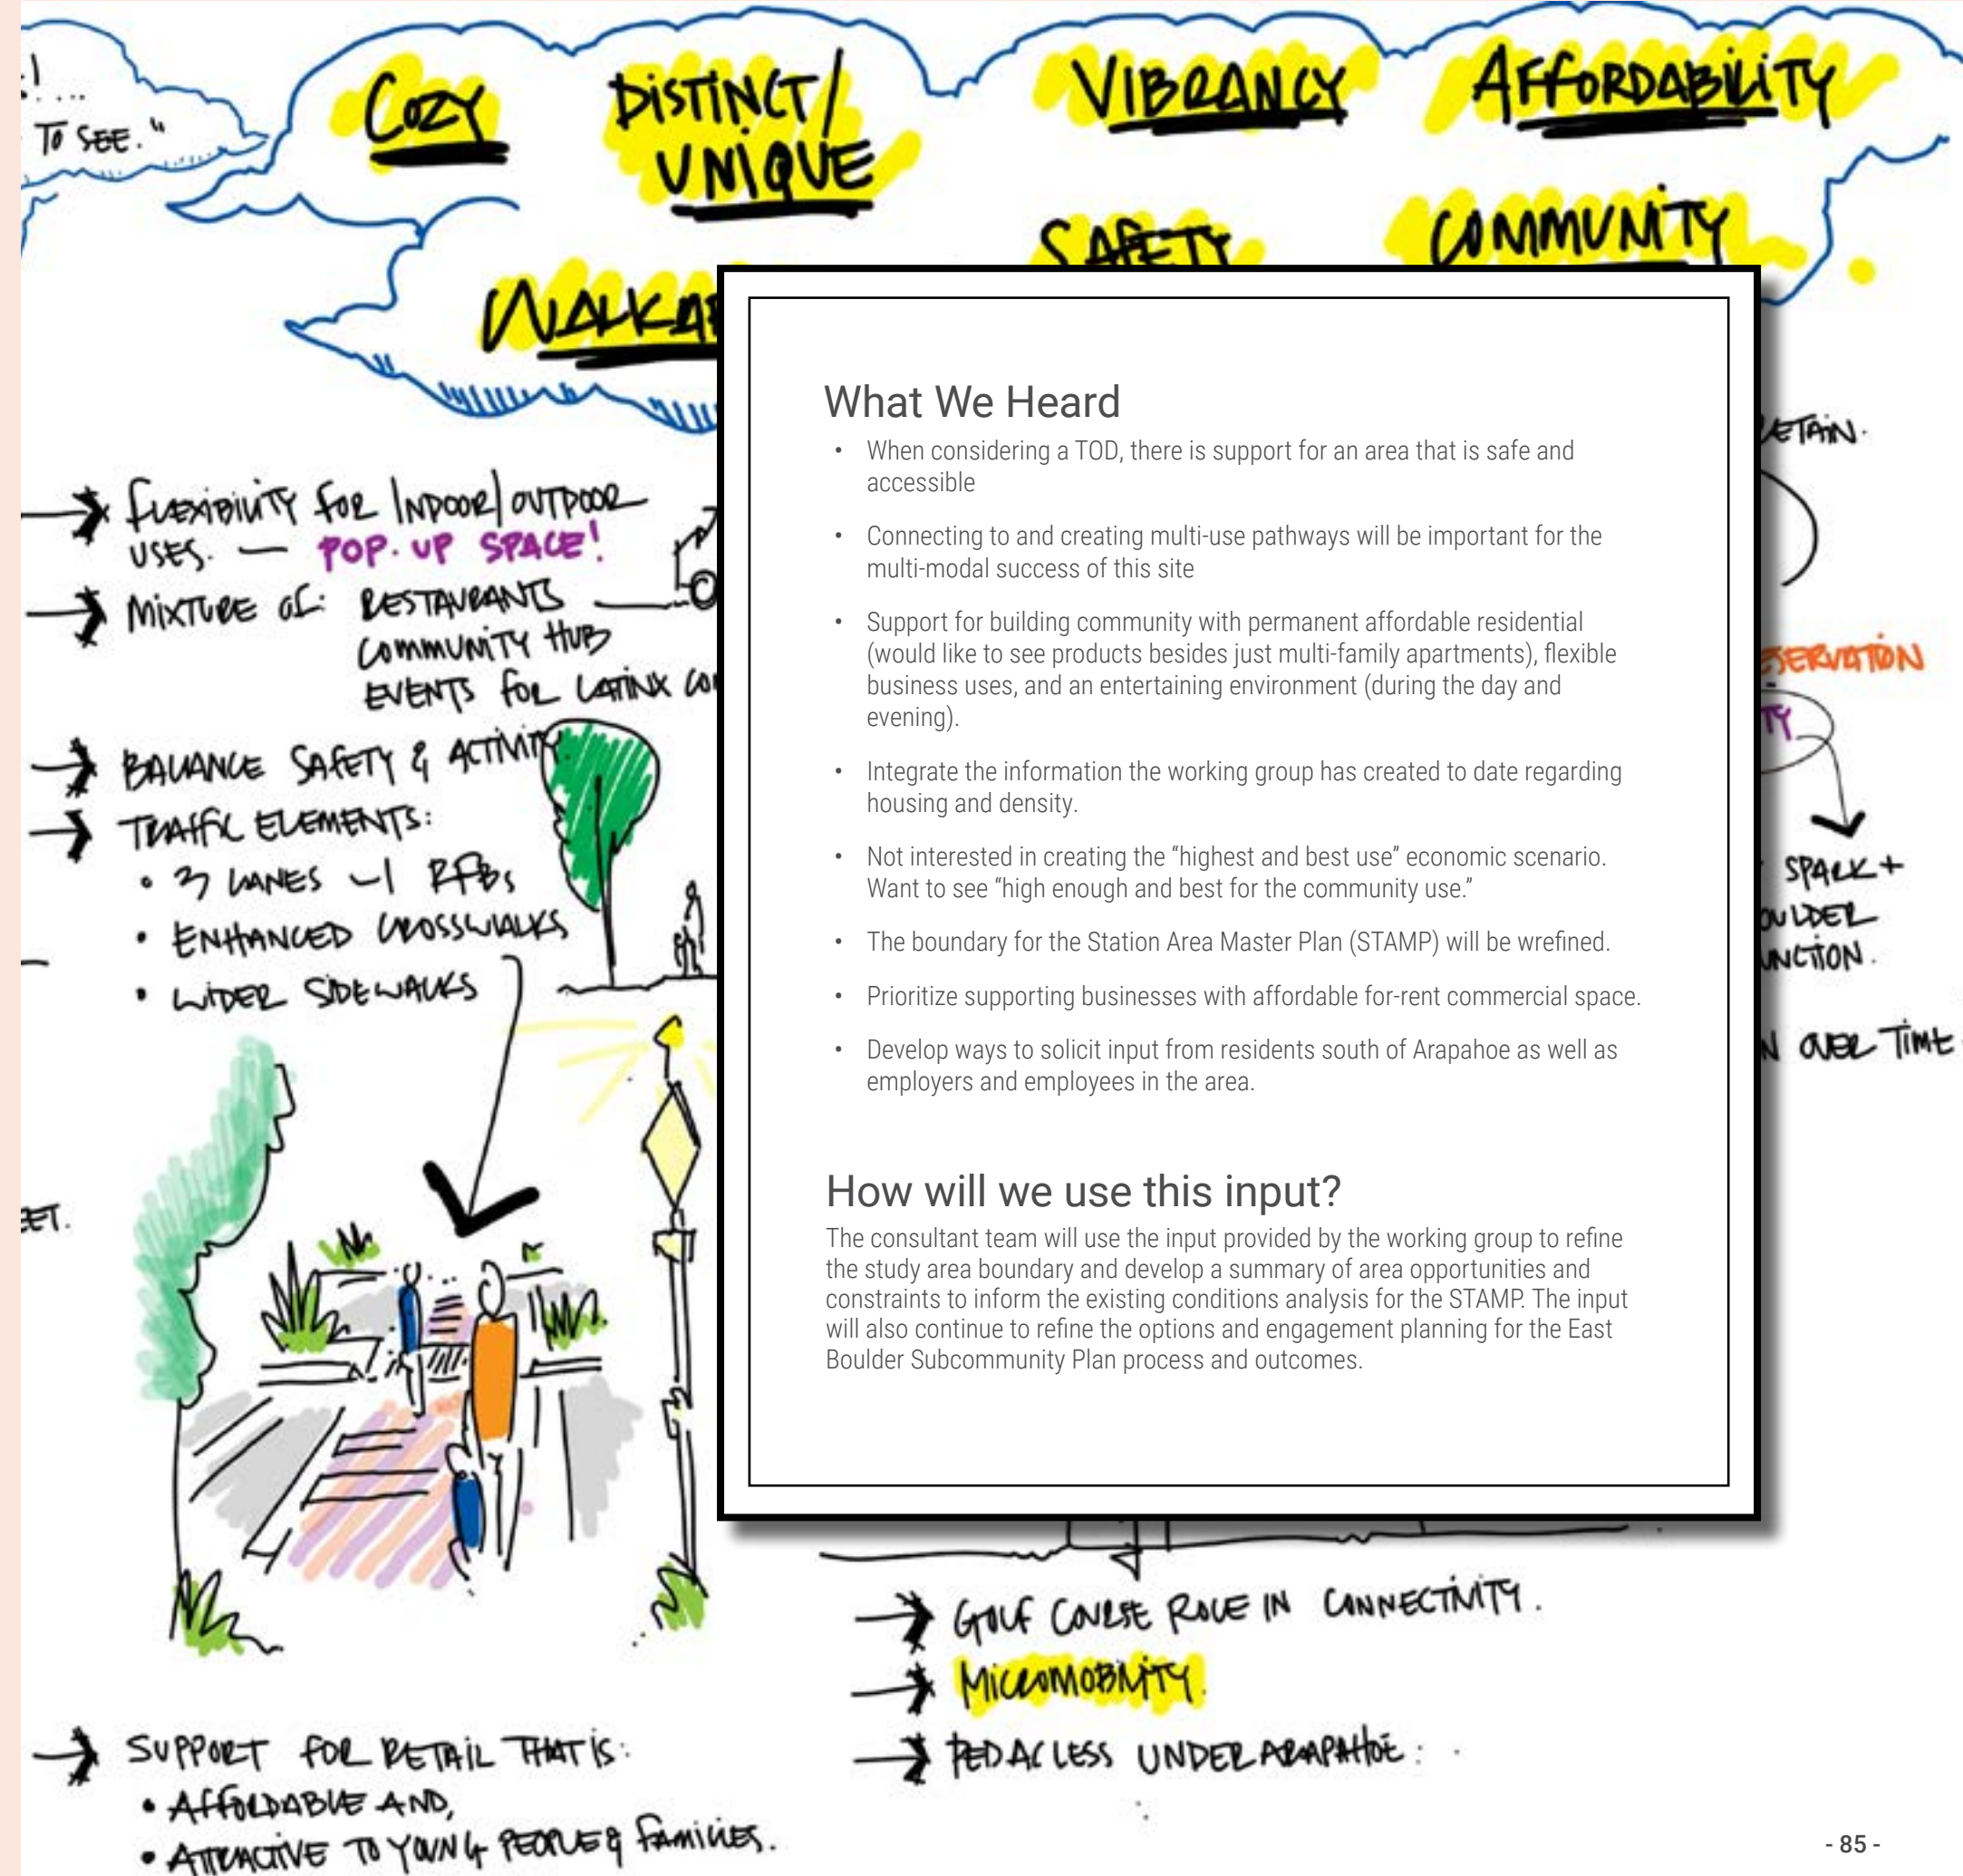 TO SEE."
COZY
DISTINCT/
UNIQUE
VIBRANCY
AFFORDABILITY
SAFETY
COMMUNITY
WALKAB
FLEXIBILITY FOR INDOOR/OUTDOOR
USES. — POP-UP SPACE!
MIXTURE OF: RESTAURANTS
COMMUNITY HUB
EVENTS FOR LATINX CO
BALANCE SAFETY & ACTIVITY.
TRAFFIC ELEMENTS:
• 3 LANES w/ RFBs
• ENHANCED CROSSWALKS
• WIDER SIDEWALKS
EET.
SUPPORT FOR RETAIL THAT IS:
• AFFORDABLE AND,
• ATTRACTIVE TO YOUNG PEOPLE & FAMILIES.
What We Heard
• When considering a TOD, there is support for an area that is safe and
accessible
• Connecting to and creating multi-use pathways will be important for the
multi-modal success of this site
• Support for building community with permanent affordable residential
(would like to see products besides just multi-family apartments), flexible
business uses, and an entertaining environment (during the day and
evening).
• Integrate the information the working group has created to date regarding
housing and density.
• Not interested in creating the “highest and best use” economic scenario.
Want to see “high enough and best for the community use.”
• The boundary for the Station Area Master Plan (STAMP) will be wrefined.
• Prioritize supporting businesses with affordable for-rent commercial space.
• Develop ways to solicit input from residents south of Arapahoe as well as
employers and employees in the area.
How will we use this input?
The consultant team will use the input provided by the working group to refine
the study area boundary and develop a summary of area opportunities and
constraints to inform the existing conditions analysis for the STAMP. The input
will also continue to refine the options and engagement planning for the East
Boulder Subcommunity Plan process and outcomes.
ETAIN.
SERVATION
TY
SPARK +
OULDER
UNCTION.
N OVER TIME
GOLF COURSE ROLE IN CONNECTIVITY.
MICROMOBILITY.
PED ACCESS UNDER ARAPAHOE.
- 85 -